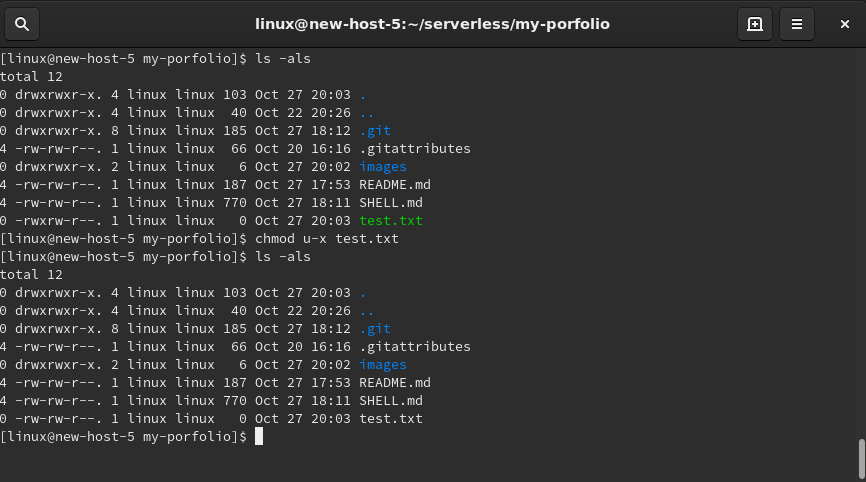 linux@new-host-5:~/serverless/my-porfolio
[linux@new-host-5 my-porfolio]$ ls -als
total 12
0 drwxrwxr-x. 4 linux linux 103 Oct 27 20:03 .
0 drwxrwxr-x. 4 linux linux  40 Oct 22 20:26 ..
0 drwxrwxr-x. 8 linux linux 185 Oct 27 18:12 .git
4 -rw-rw-r--. 1 linux linux  66 Oct 20 16:16 .gitattributes
0 drwxrwxr-x. 2 linux linux   6 Oct 27 20:02 images
4 -rw-rw-r--. 1 linux linux 187 Oct 27 17:53 README.md
4 -rw-rw-r--. 1 linux linux 770 Oct 27 18:11 SHELL.md
0 -rwxrw-r--. 1 linux linux   0 Oct 27 20:03 test.txt
[linux@new-host-5 my-porfolio]$ chmod u-x test.txt
[linux@new-host-5 my-porfolio]$ ls -als
total 12
0 drwxrwxr-x. 4 linux linux 103 Oct 27 20:03 .
0 drwxrwxr-x. 4 linux linux  40 Oct 22 20:26 ..
0 drwxrwxr-x. 8 linux linux 185 Oct 27 18:12 .git
4 -rw-rw-r--. 1 linux linux  66 Oct 20 16:16 .gitattributes
0 drwxrwxr-x. 2 linux linux   6 Oct 27 20:02 images
4 -rw-rw-r--. 1 linux linux 187 Oct 27 17:53 README.md
4 -rw-rw-r--. 1 linux linux 770 Oct 27 18:11 SHELL.md
0 -rw-rw-r--. 1 linux linux   0 Oct 27 20:03 test.txt
[linux@new-host-5 my-porfolio]$